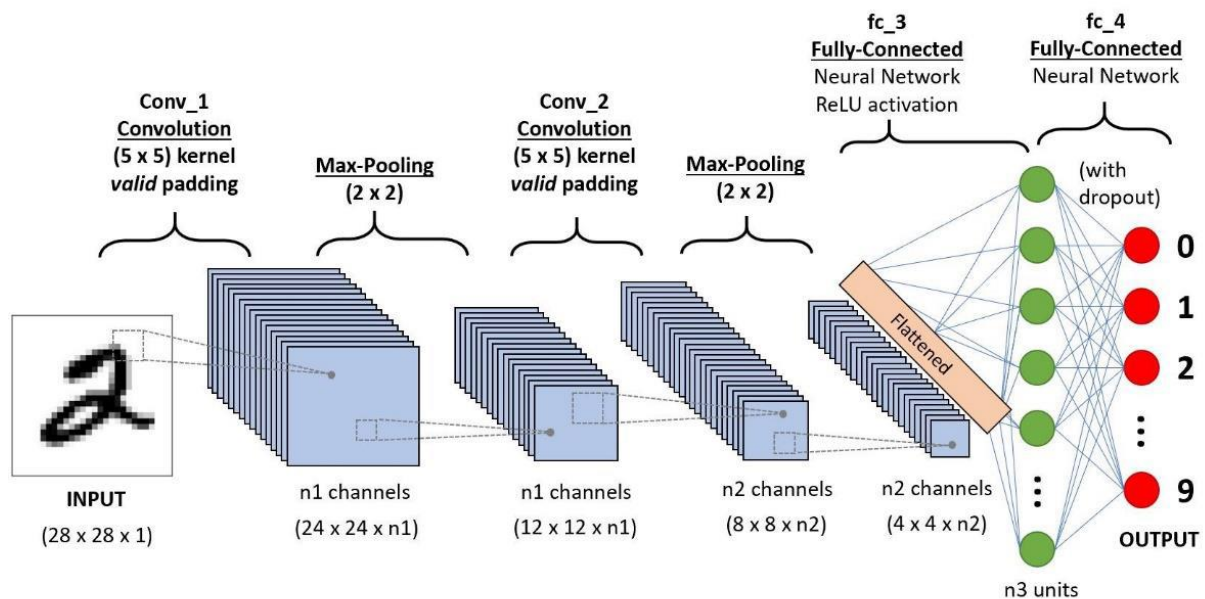 Conv_1
Convolution
(5 x 5) kernel
valid padding
Max-Pooling
(2 x 2)
Conv_2
Convolution
(5 x 5) kernel
valid padding
Max-Pooling
(2 x 2)
fc_3
Fully-Connected
Neural Network
ReLU activation
fc_4
Fully-Connected
Neural Network
(with
dropout)
Flattened
0
1
2
9
OUTPUT
2
INPUT
(28 x 28 x 1)
n1 channels
(24 x 24 x n1)
n1 channels
(12 x 12 x n1)
n2 channels
(8 x 8 x n2)
n2 channels
(4 x 4 x n2)
n3 units